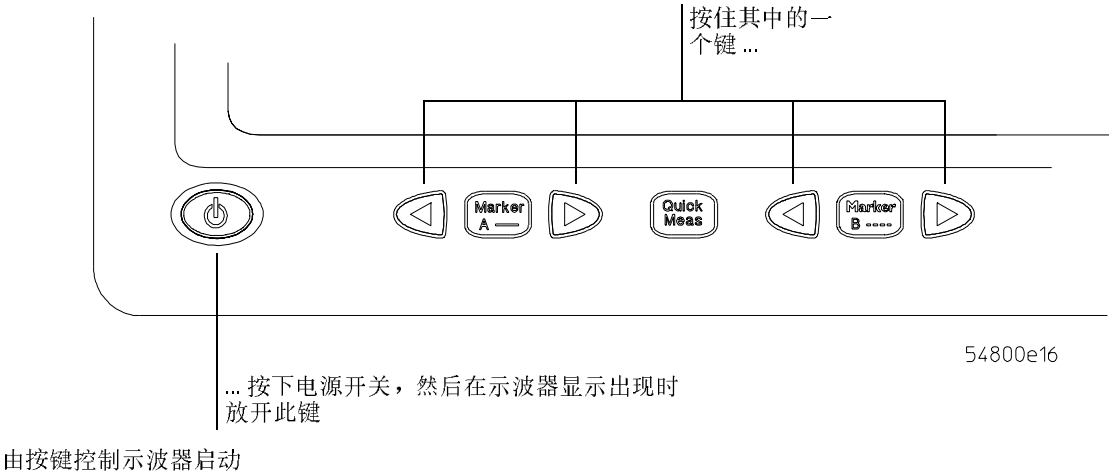 按住其中的一
个键 ...
Marker
A
Quick
Meas
Marker
B
54800e16
... 按下电源开关，然后在示波器显示出现时
放开此键
由按键控制示波器启动